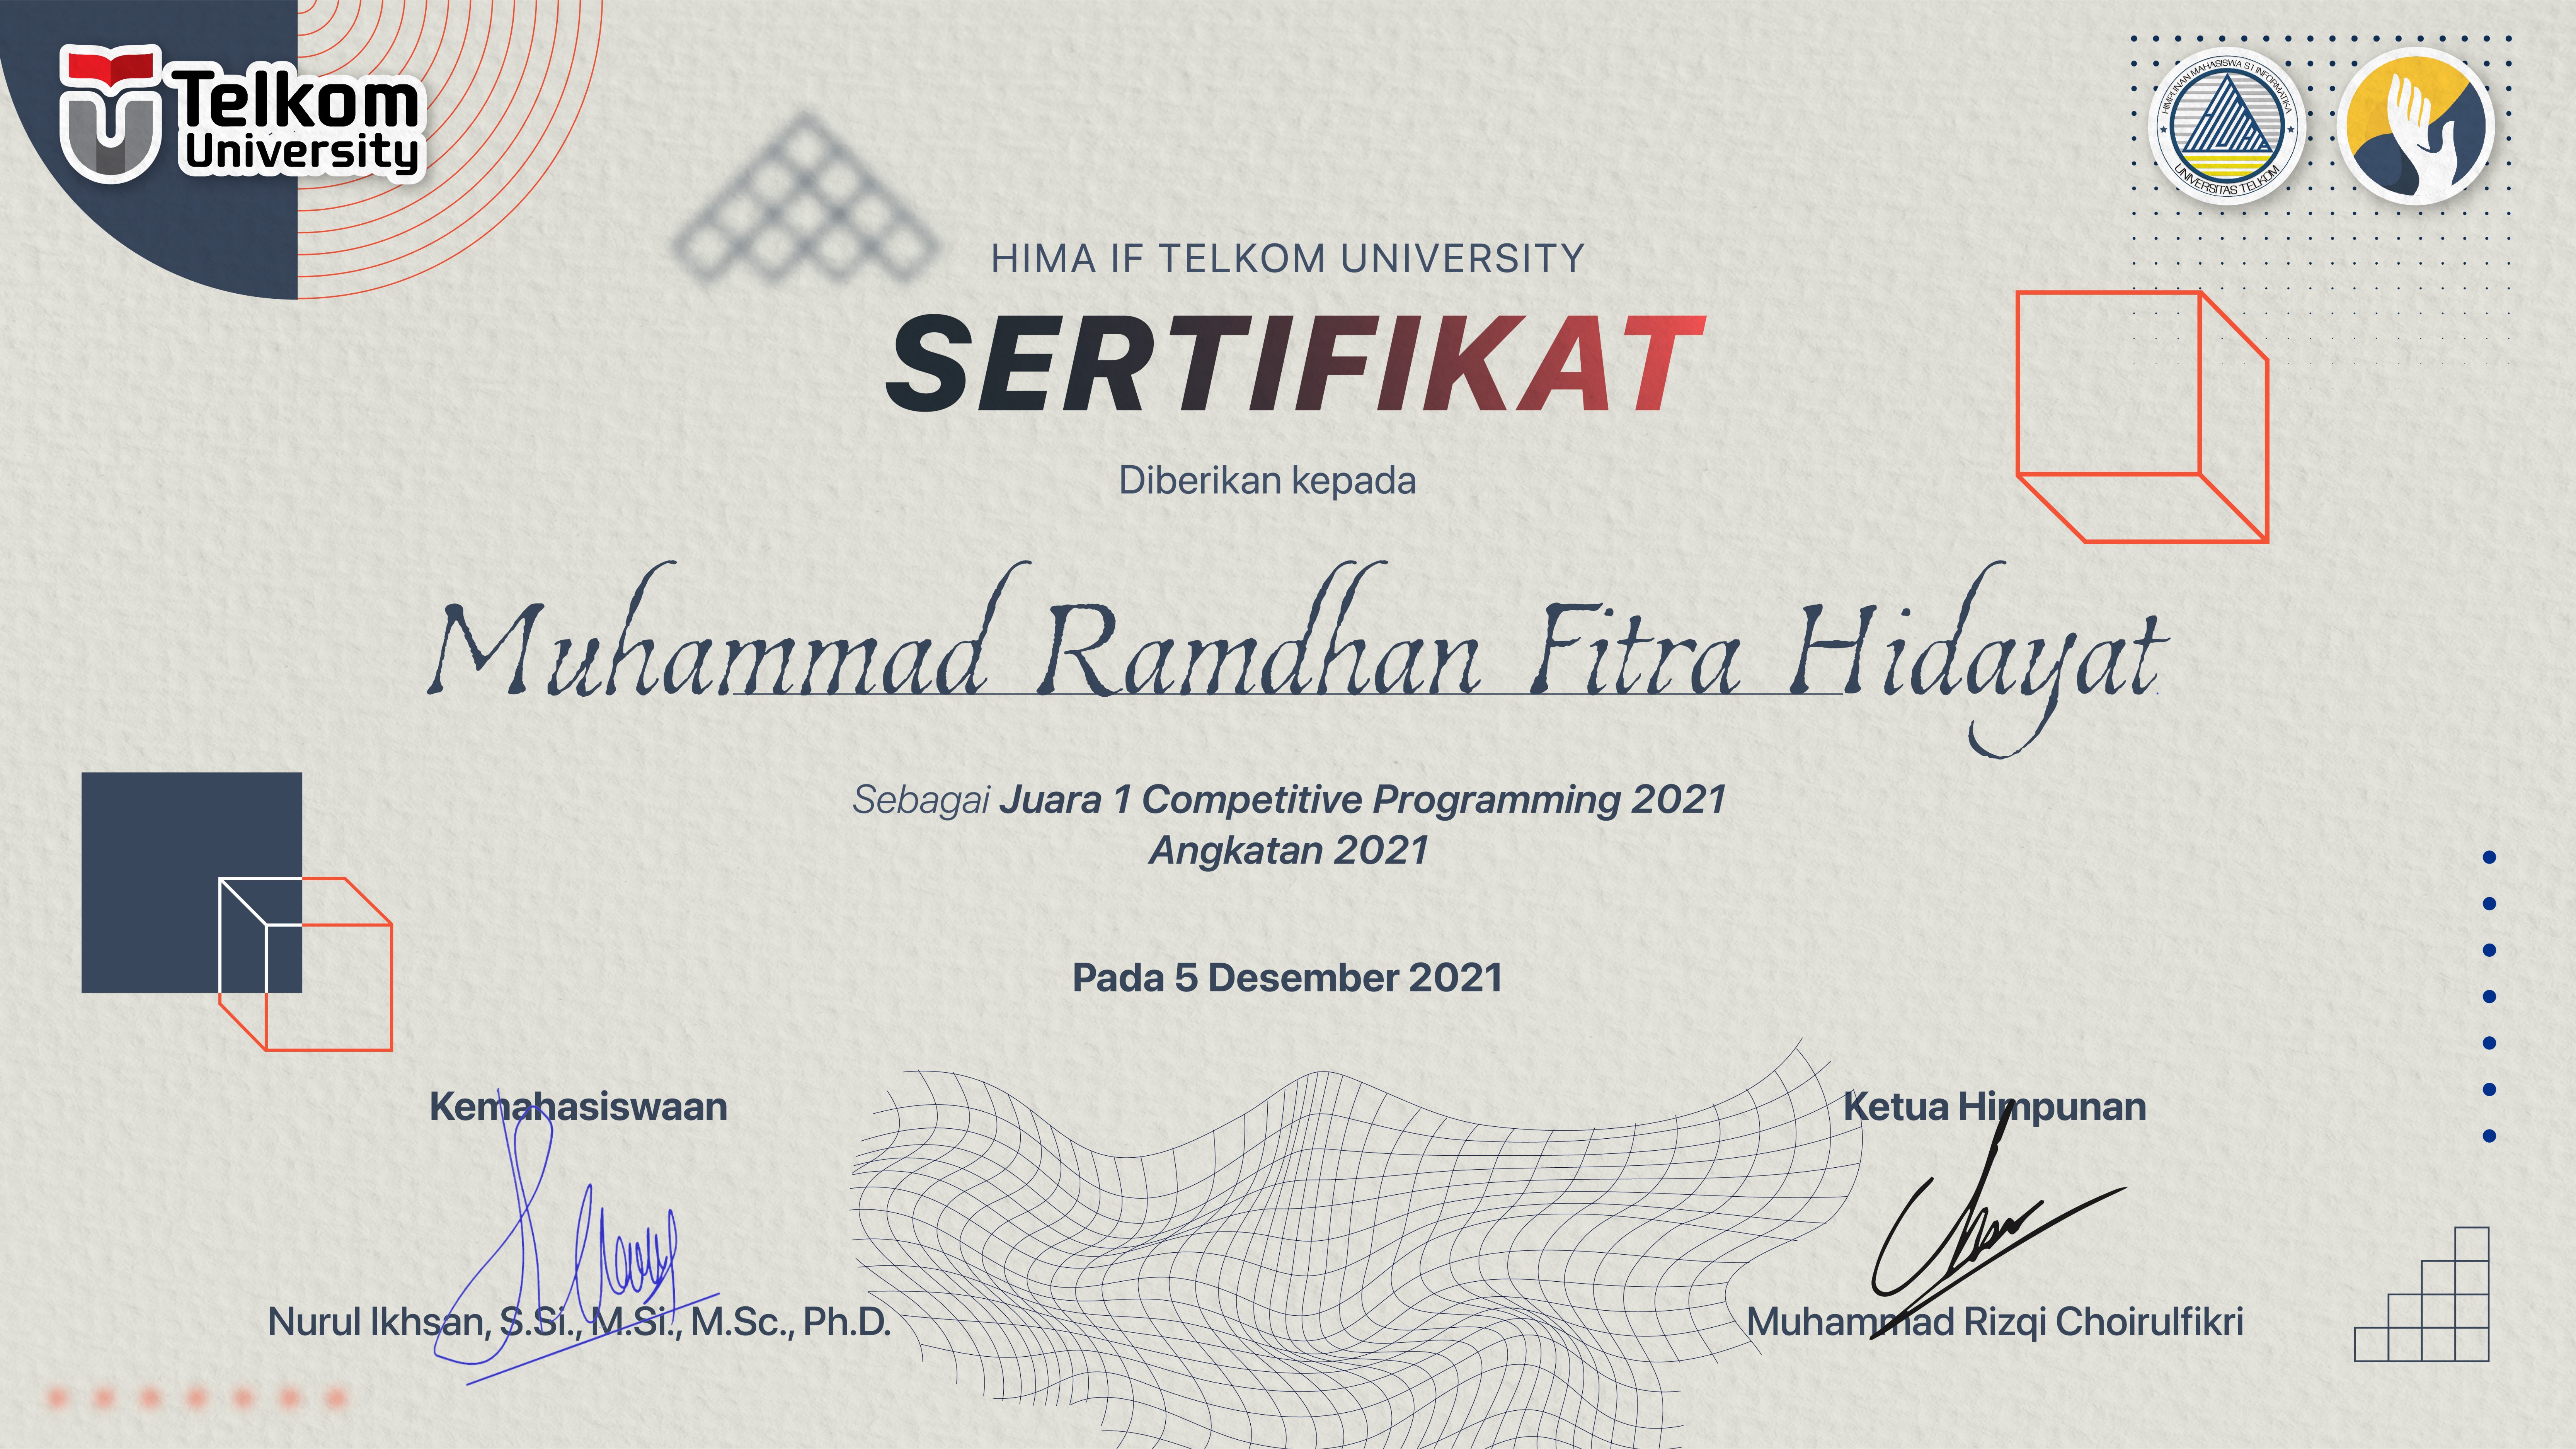 Telkom
University
HIMPUNAN MAHASISWA S1 INFORMATIKA
HIMA
UNIVERSITAS TELKOM
HIMA IF TELKOM UNIVERSITY
SERTIFIKAT
Diberikan kepada
Muhammad Ramdhan Fitra Hidayat
Sebagai Juara 1 Competitive Programming 2021
Angkatan 2021
Pada 5 Desember 2021
Kemahasiswaan
Ketua Himpunan
Nurul Ikhsan, S.Si., M.Si., M.Sc., Ph.D.
Muhammad Rizqi Choirulfikri